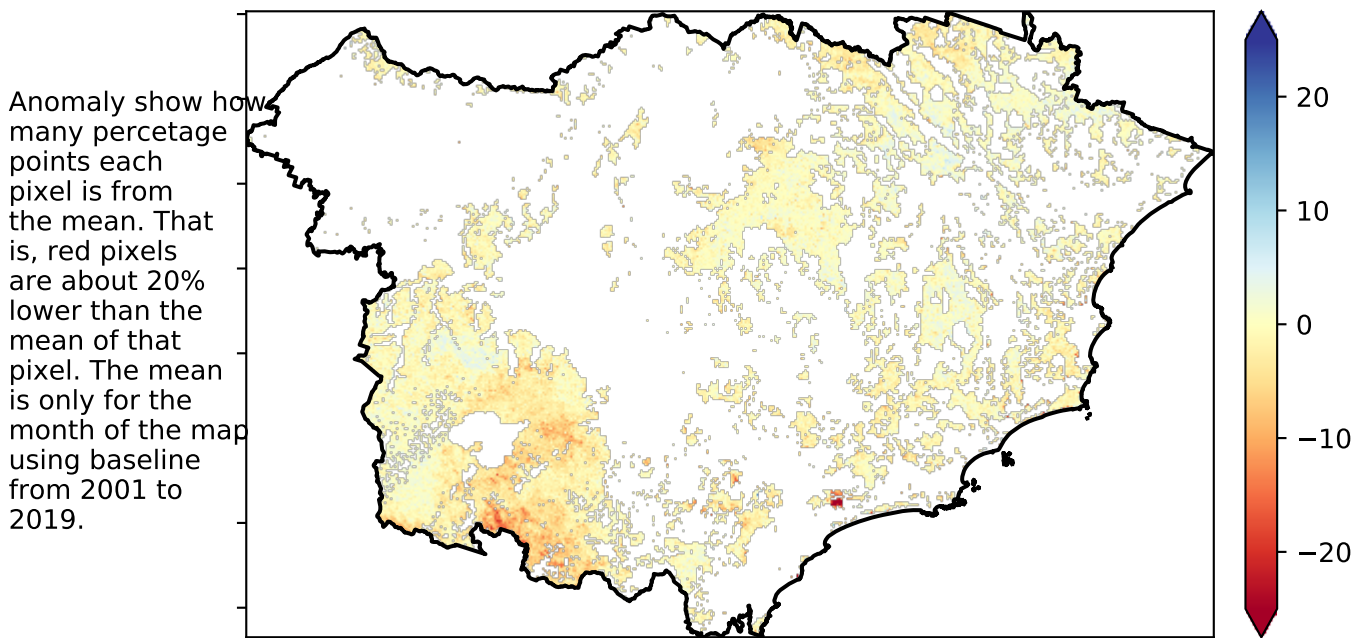 Anomaly show how
many percetage
points each
pixel is from
the mean. That
is, red pixels
are about 20%
lower than the
mean of that
pixel. The mean
is only for the
month of the map
using baseline
from 2001 to
2019.
20
10
0
−10
−20